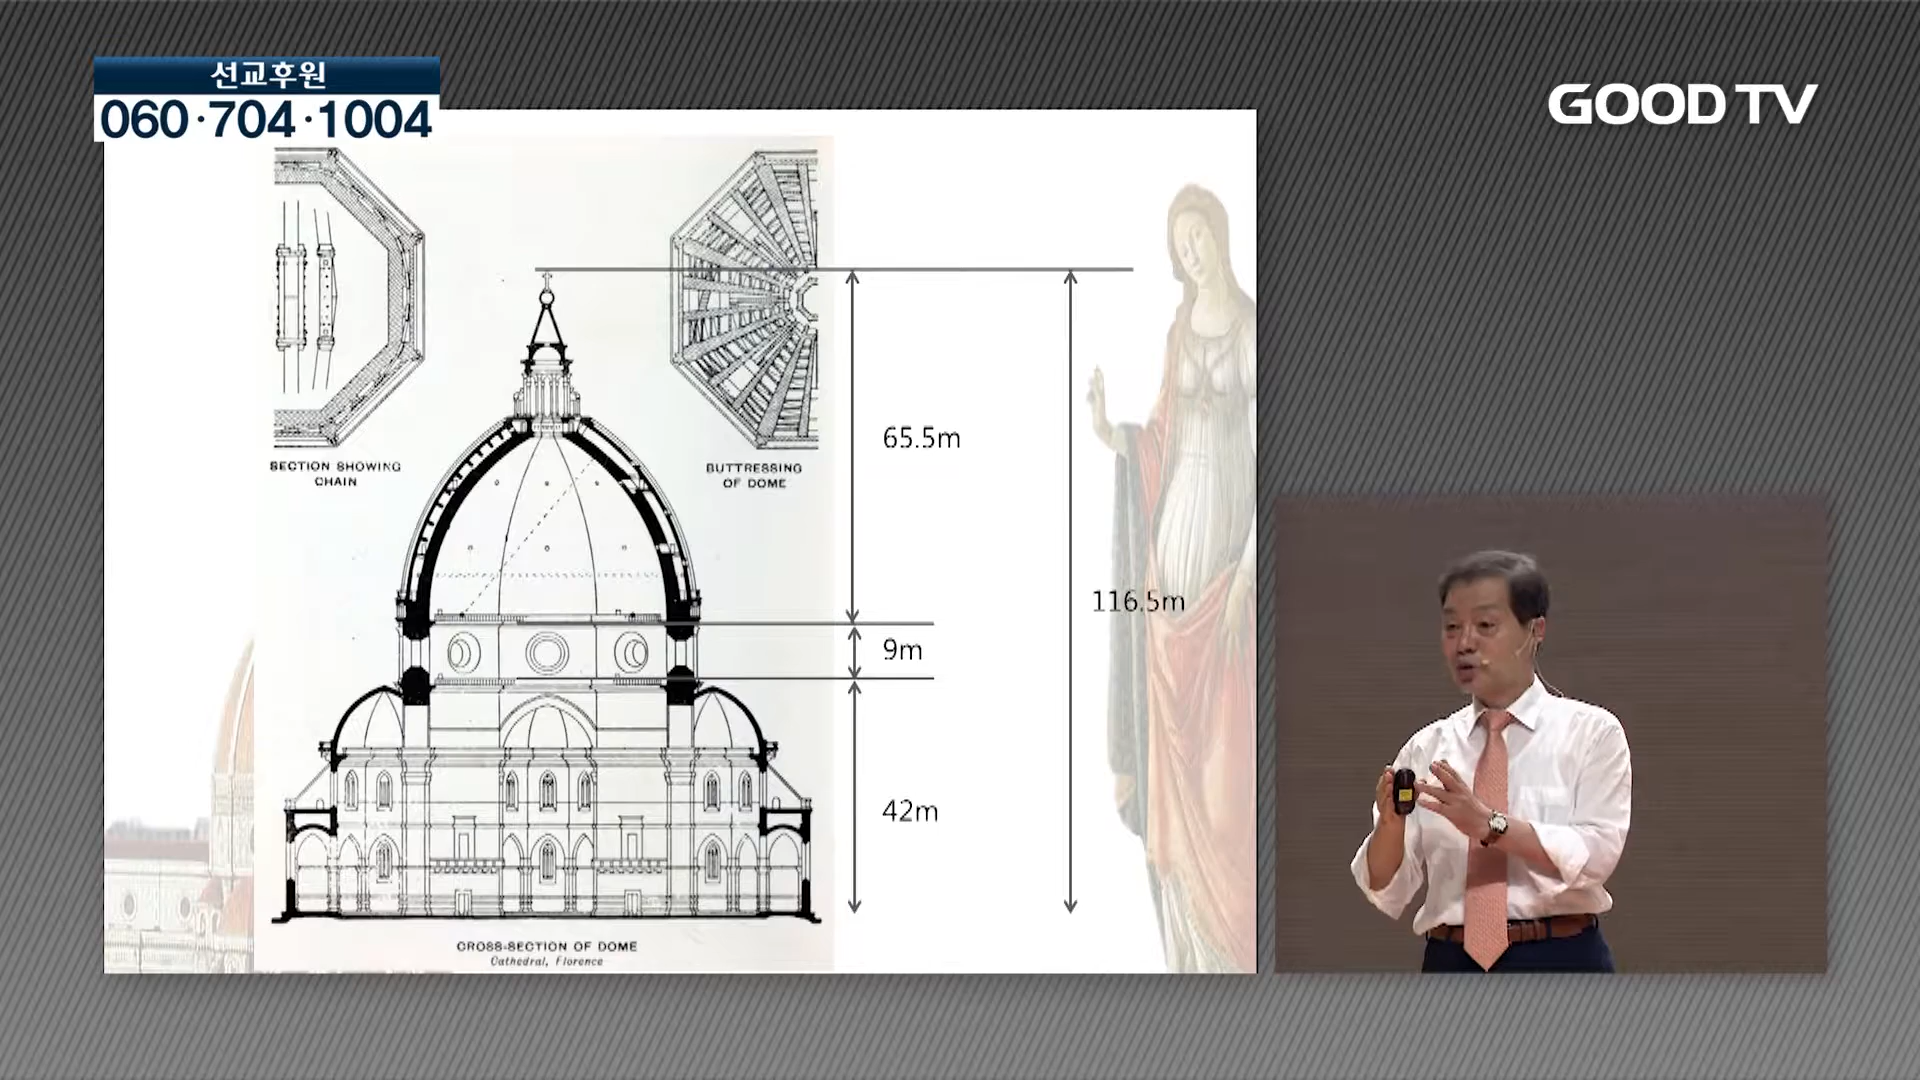 선교후원
060·704·1004
GOOD TV
SECTION SHOWING
CHAIN
BUTTRESSING
OF DOME
65.5m
116.5m
9m
42m
CROSS-SECTION OF DOME
Cathedral, Florence